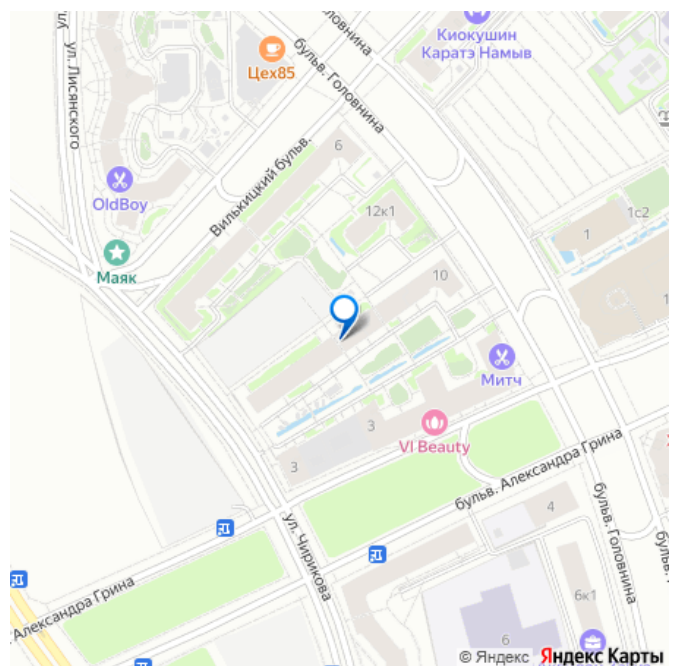 Головнина
Киокушин
Каратэ Намыв
ул. Лисянского
Цех85
бульв. Головнина
6
Вилькицкий бульв.
OldBoy
12к1
1с2
1
Маяк
10
1
Митч
3
VI Beauty
3
бульв. Александра Грина
4
ул. Чирикова
бульв. Головнина
Александра Грина
6к1
6
© Яндекс Яндекс Карты